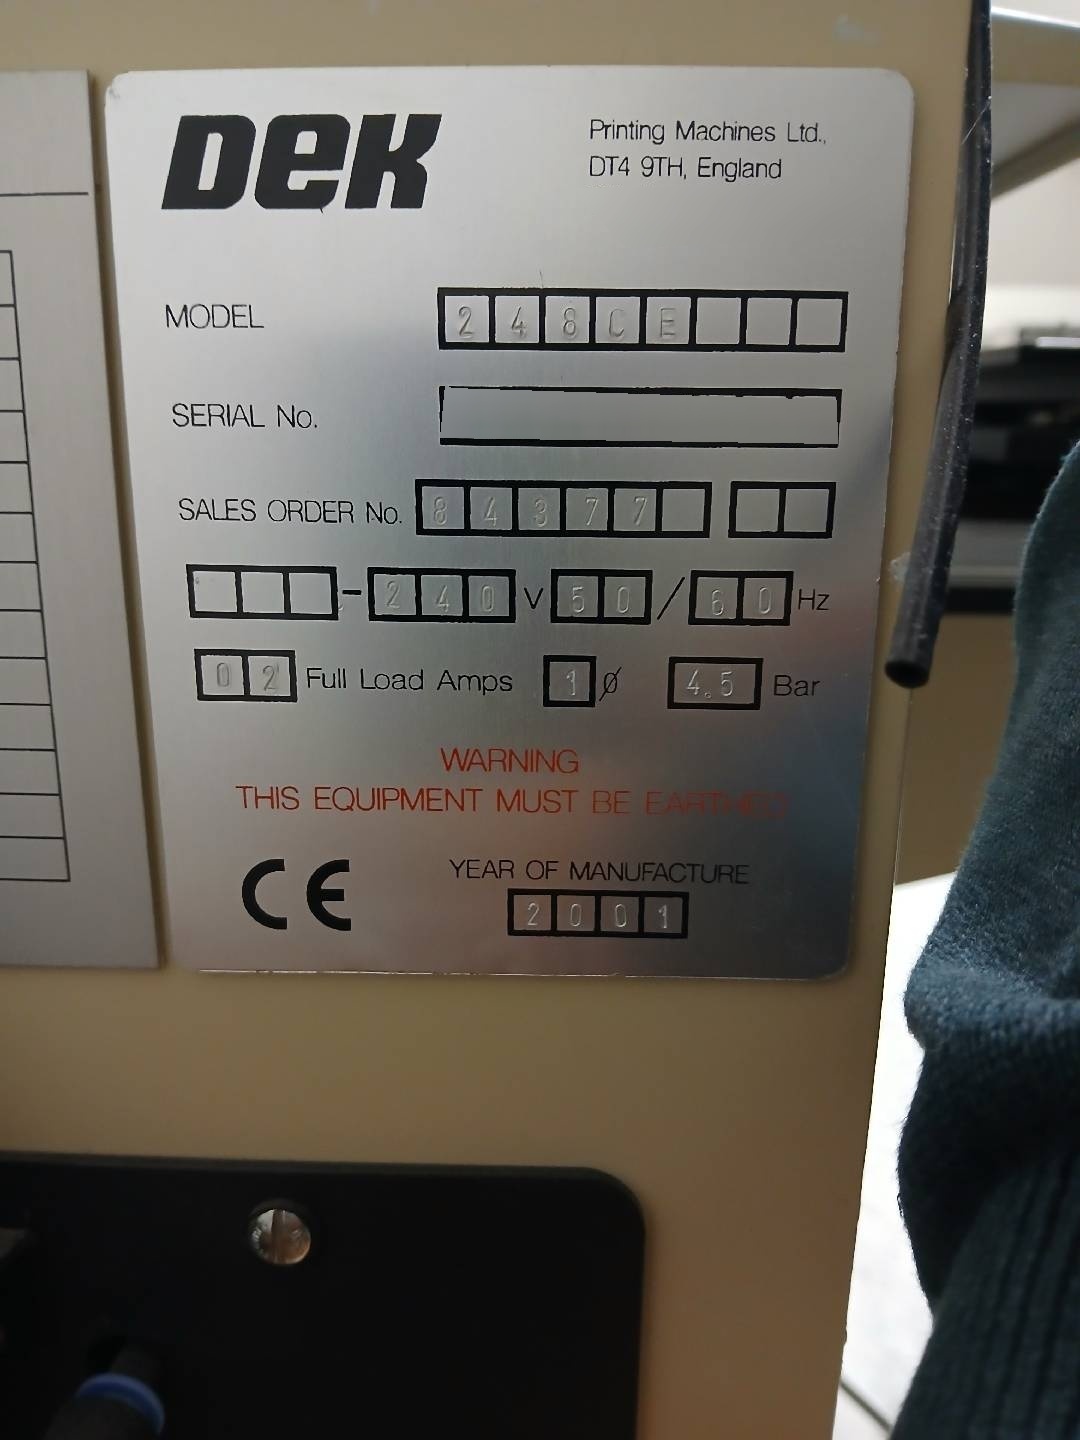 DEK
Printing Machines Ltd.,
DT4 9TH, England
MODEL 248CE
SERIAL No.
SALES ORDER No. 84377
-240 V 50/60 Hz
02 Full Load Amps 1Ø 4.5 Bar
WARNING
THIS EQUIPMENT MUST BE EARTHED
CE
YEAR OF MANUFACTURE
2001